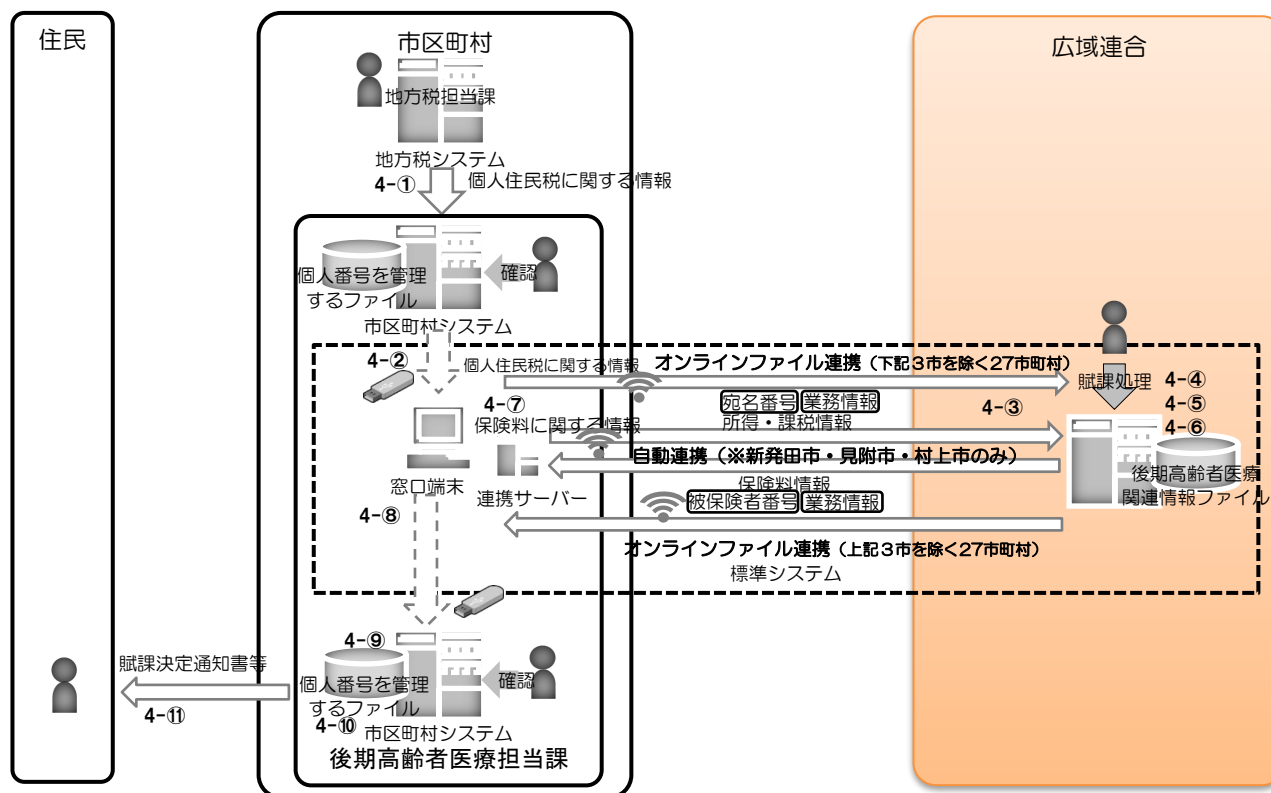 住民
市区町村
広域連合
地方税担当課
地方税システム
4-①
個人住民税に関する情報
個人番号を管理
するファイル
確認
市区町村システム
4-②
個人住民税に関する情報
オンラインファイル連携（下記３市を除く２７市町村）
賦課処理
4-④
4-⑤
4-⑥
4-⑦
宛名番号
業務情報
4-③
保険料に関する情報
所得・課税情報
自動連携（※新発田市・見附市・村上市のみ）
後期高齢者医療
関連情報ファイル
窓口端末
連携サーバー
保険料情報
被保険者番号
業務情報
4-⑧
オンラインファイル連携（上記３市を除く２７市町村）
標準システム
4-⑨
賦課決定通知書等
個人番号を管理
するファイル
確認
4-⑪
4-⑩
市区町村システム
後期高齢者医療担当課